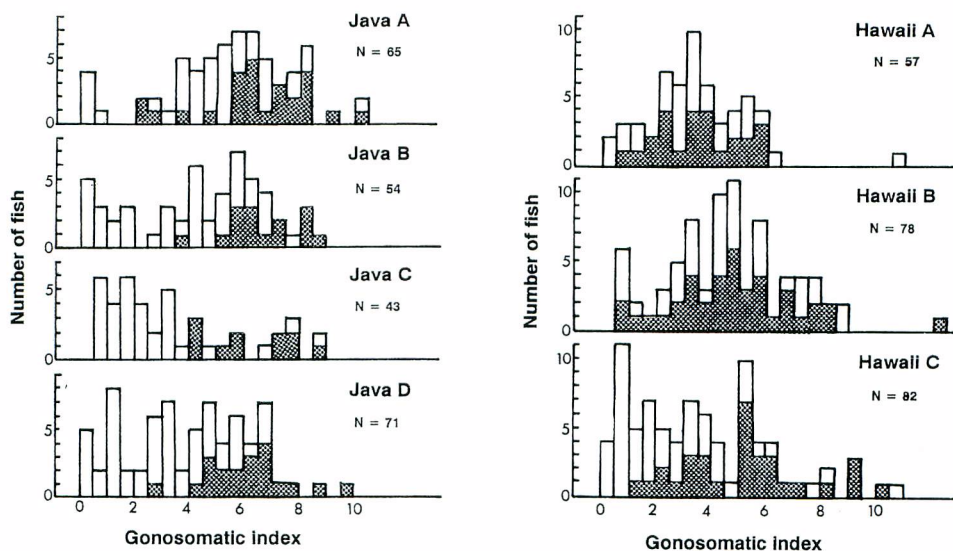 Java A
N = 65
5
0
Java B
N = 54
5
0
Java C
N = 43
5
0
Java D
N = 71
5
0
0 2 4 6 8 10
Gonosomatic index
Number of fish
Hawaii A
N = 57
10
5
0
Hawaii B
N = 78
10
5
0
Hawaii C
N = 82
10
5
0
0 2 4 6 8 10
Gonosomatic index
Number of fish